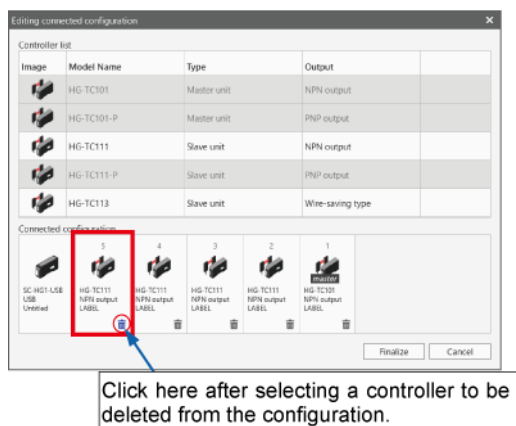 Editing connected configuration ×
Controller list
Image Model Name Type Output
HG-TC101 Master unit NPN output
HG-TC101-P Master unit PNP output
HG-TC111 Slave unit NPN output
HG-TC111-P Slave unit PNP output
HG-TC113 Slave unit Wire-saving type
Connected configuration
5 4 3 2 1
master
SC-HG1-USB HG-TC111 HG-TC111 HG-TC111 HG-TC111 HG-TC101
USB NPN output NPN output NPN output NPN output NPN output
Untitled LABEL LABEL LABEL LABEL LABEL
Finalize Cancel
Click here after selecting a controller to be
deleted from the configuration.